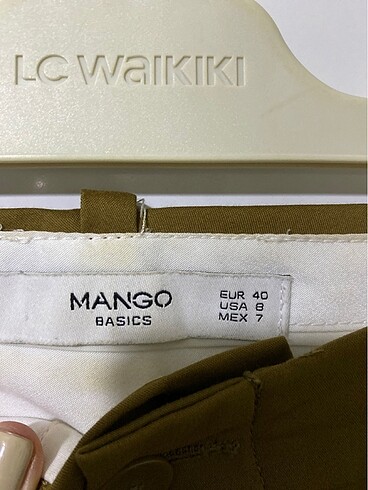 LC WAIKIKI
MANGO
BASICS
EUR 40
USA 8
MEX 7